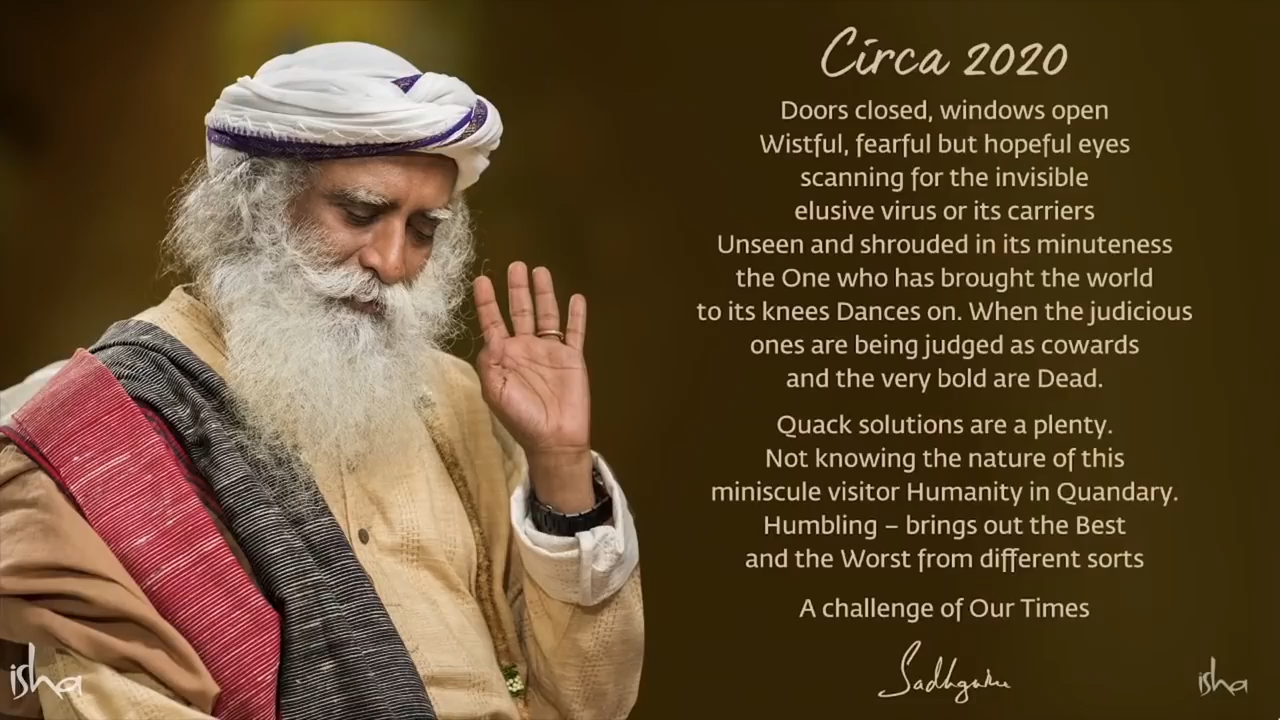 Circa 2020
Doors closed, windows open
Wistful, fearful but hopeful eyes
scanning for the invisible
elusive virus or its carriers
Unseen and shrouded in its minuteness
the One who has brought the world
to its knees Dances on. When the judicious
ones are being judged as cowards
and the very bold are Dead.
Quack solutions are a plenty.
Not knowing the nature of this
miniscule visitor Humanity in Quandary.
Humbling – brings out the Best
and the Worst from different sorts
A challenge of Our Times
Sadhguru
isha
isha